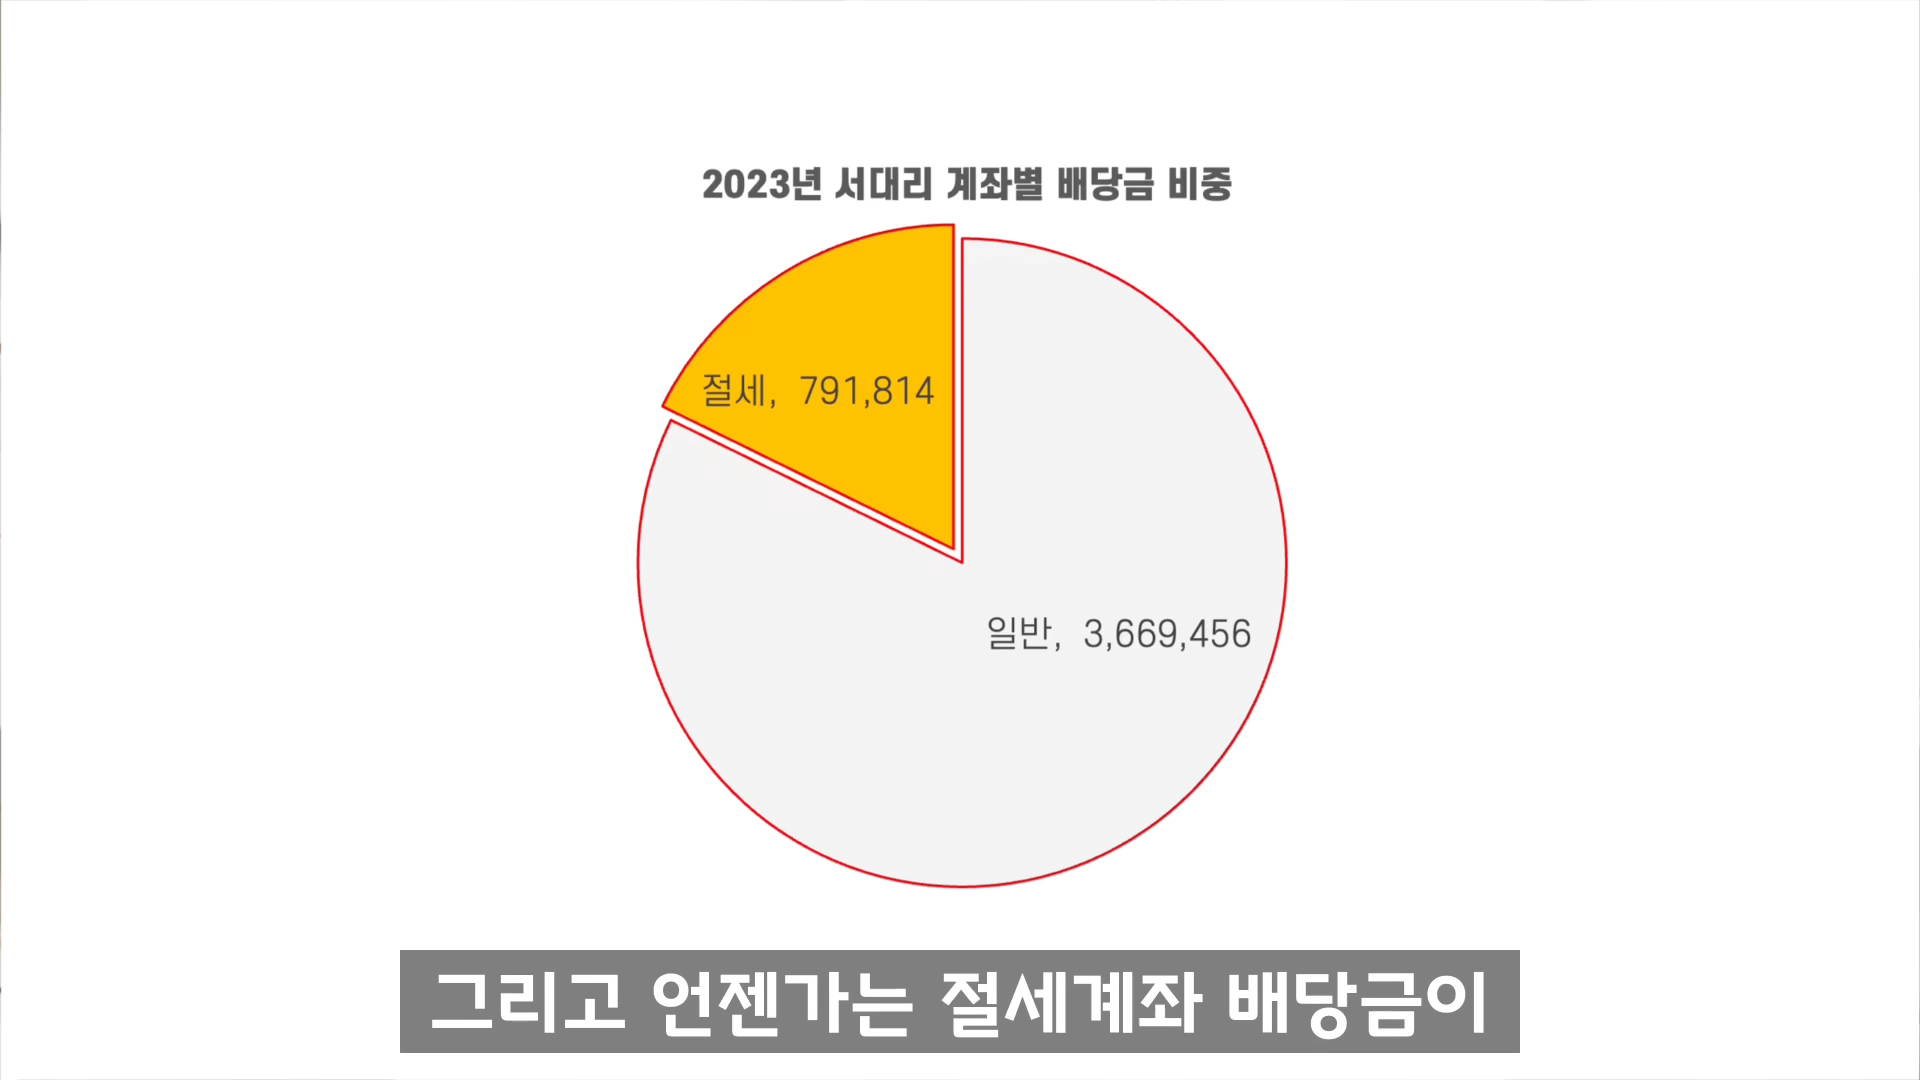 2023년 서대리 계좌별 배당금 비중
절세, 791,814
일반, 3,669,456
그리고 언젠가는 절세계좌 배당금이